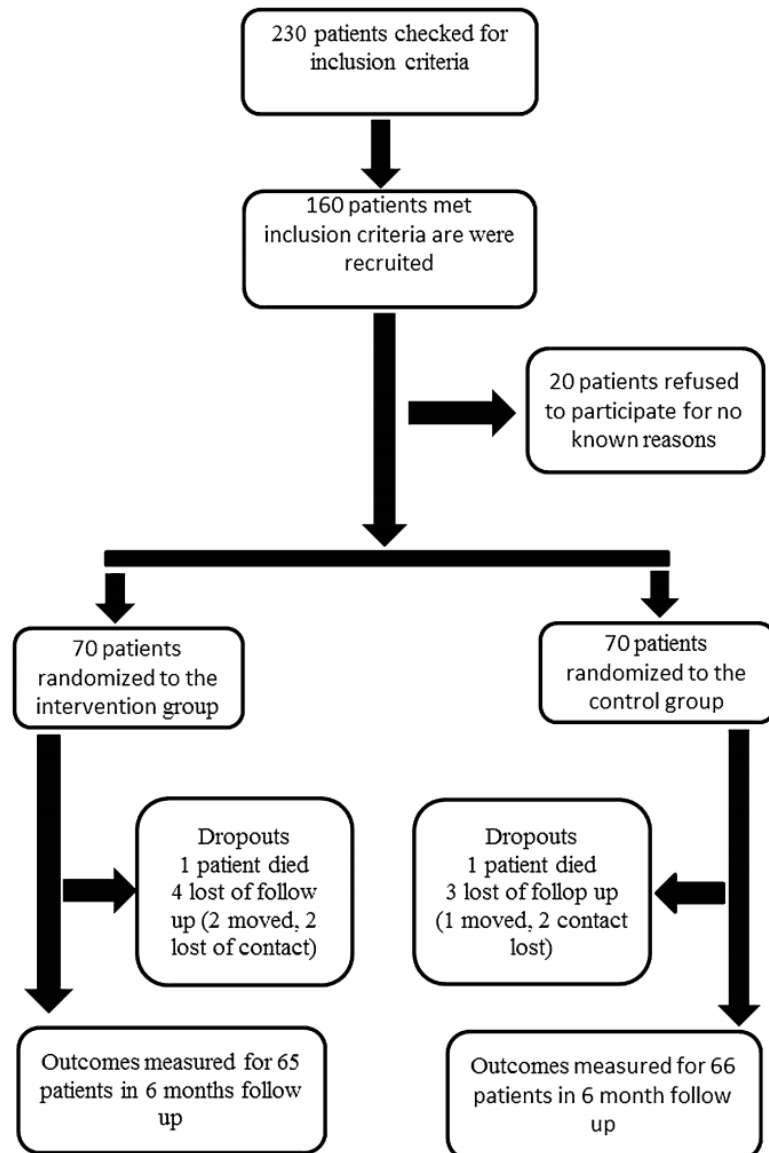 230 patients checked for
inclusion criteria
160 patients met
inclusion criteria are were
recruited
20 patients refused
to participate for no
known reasons
70 patients
randomized to the
intervention group
70 patients
randomized to the
control group
Dropouts
1 patient died
4 lost of follow
up (2 moved, 2
lost of contact)
Dropouts
1 patient died
3 lost of follop up
(1 moved, 2 contact
lost)
Outcomes measured for 65
patients in 6 months follow
up
Outcomes measured for 66
patients in 6 month follow
up